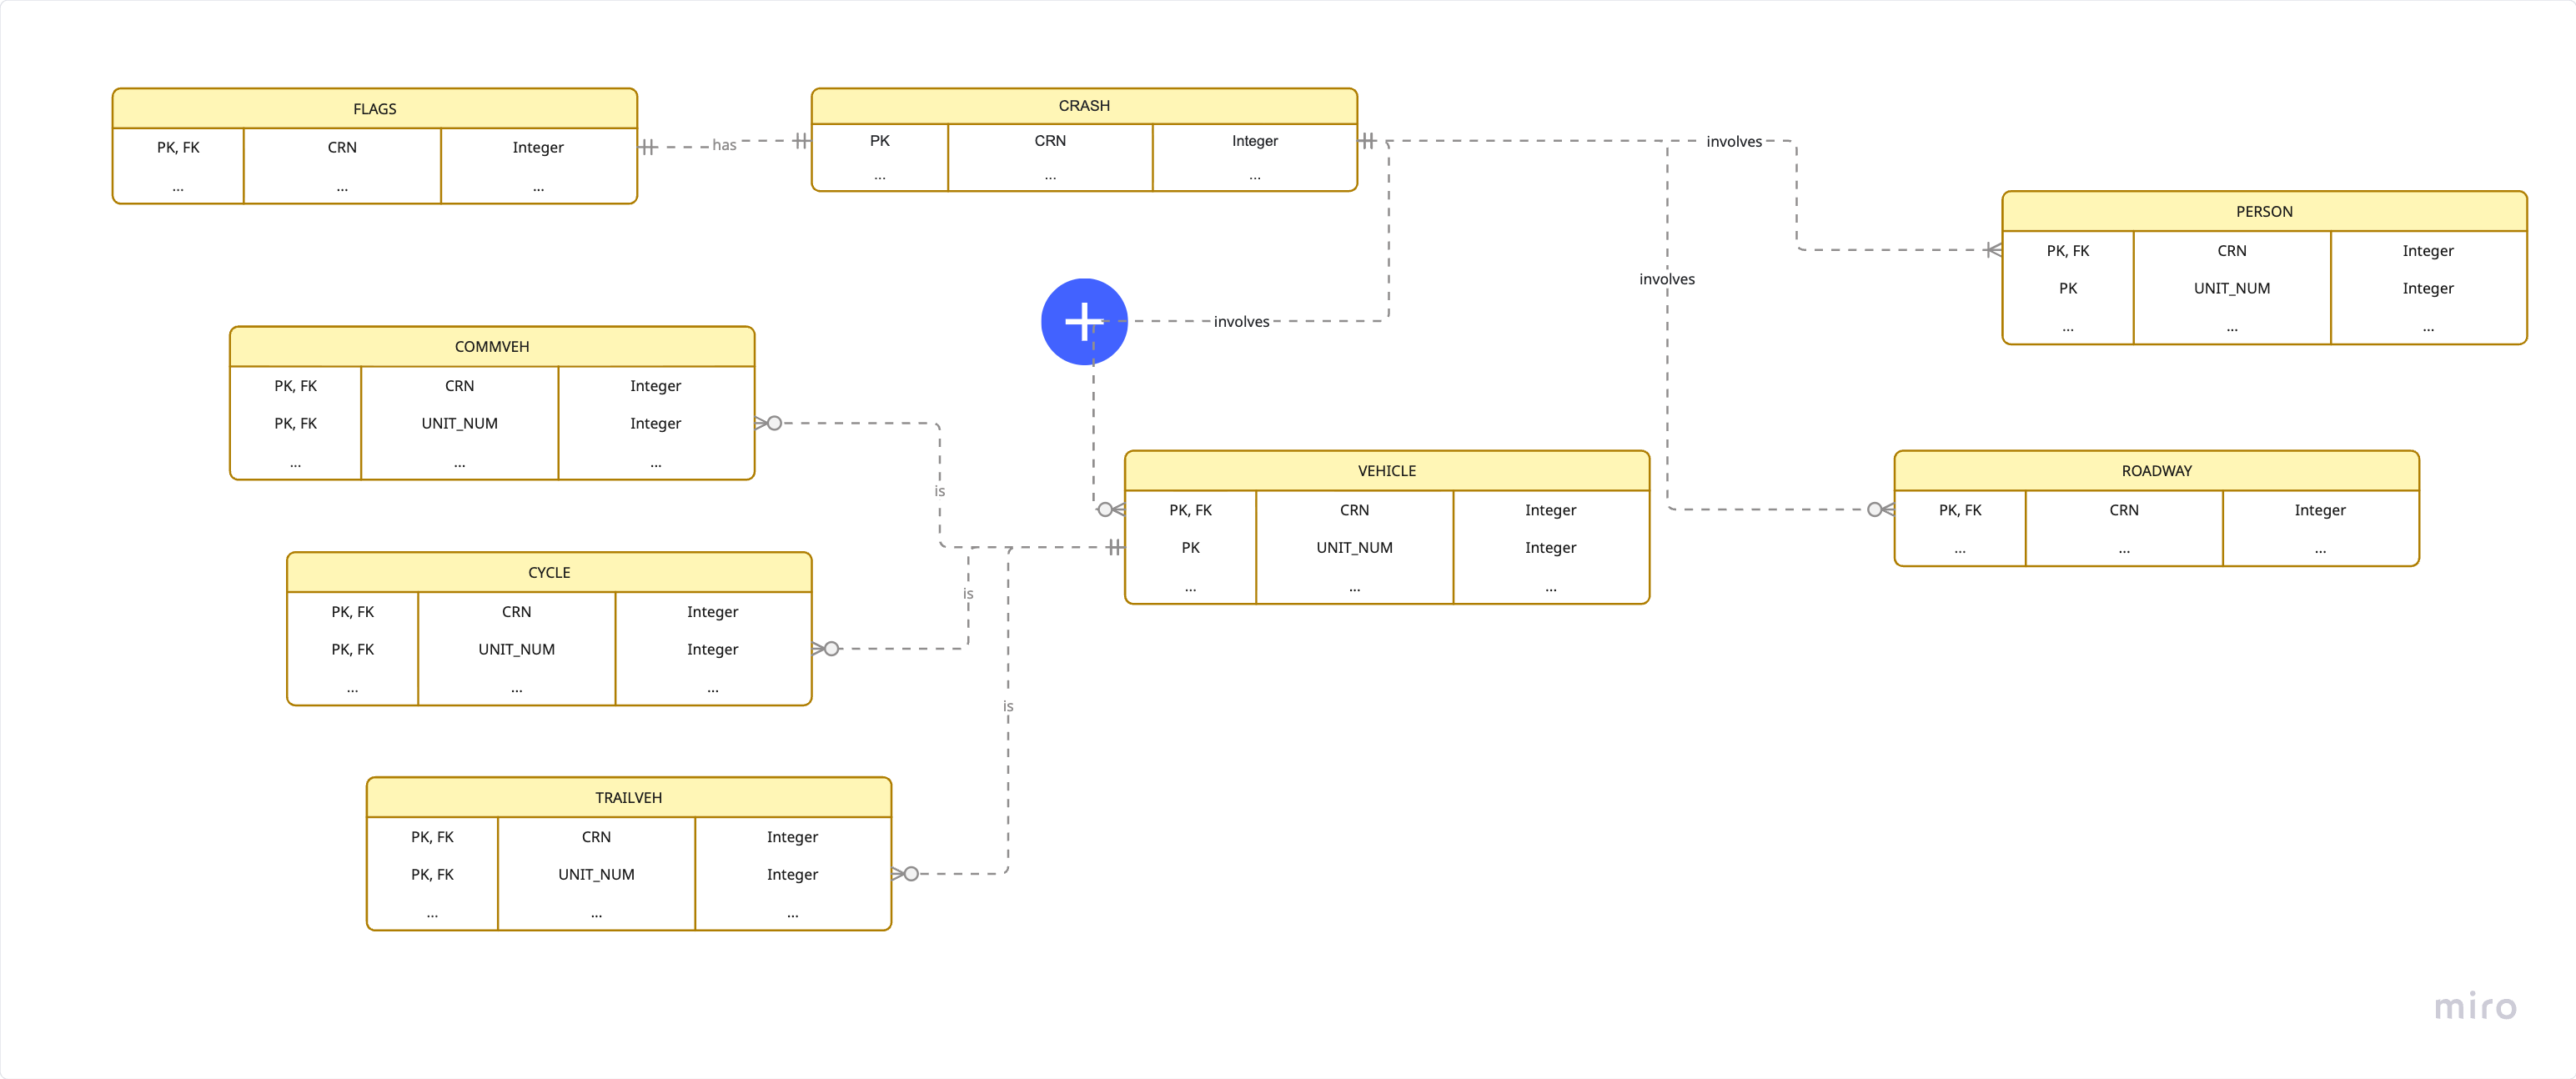 FLAGS
PK, FK CRN Integer
... ... ...
has
CRASH
PK CRN Integer
... ... ...
involves
involves
involves
PERSON
PK, FK CRN Integer
PK UNIT_NUM Integer
... ... ...
COMMVEH
PK, FK CRN Integer
PK, FK UNIT_NUM Integer
... ... ...
is
VEHICLE
PK, FK CRN Integer
PK UNIT_NUM Integer
... ... ...
ROADWAY
PK, FK CRN Integer
... ... ...
CYCLE
PK, FK CRN Integer
PK, FK UNIT_NUM Integer
... ... ...
is
is
TRAILVEH
PK, FK CRN Integer
PK, FK UNIT_NUM Integer
... ... ...
miro